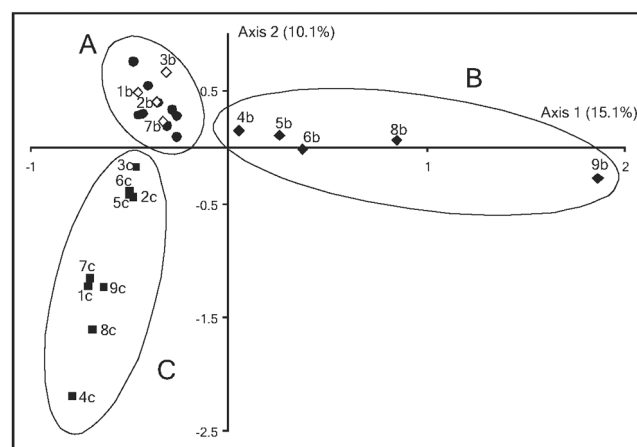 Axis 2 (10.1%)
A
3b
1b
2b
7b
0.5
B
Axis 1 (15.1%)
4b
5b
6b
8b
9b
-1
1
2
3c
6c
5c
2c
-0.5
7c
1c
9c
8c
-1.5
C
4c
-2.5